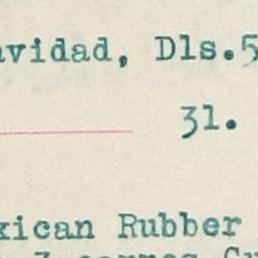 avidad, Dls.5
31.
xican Rubber